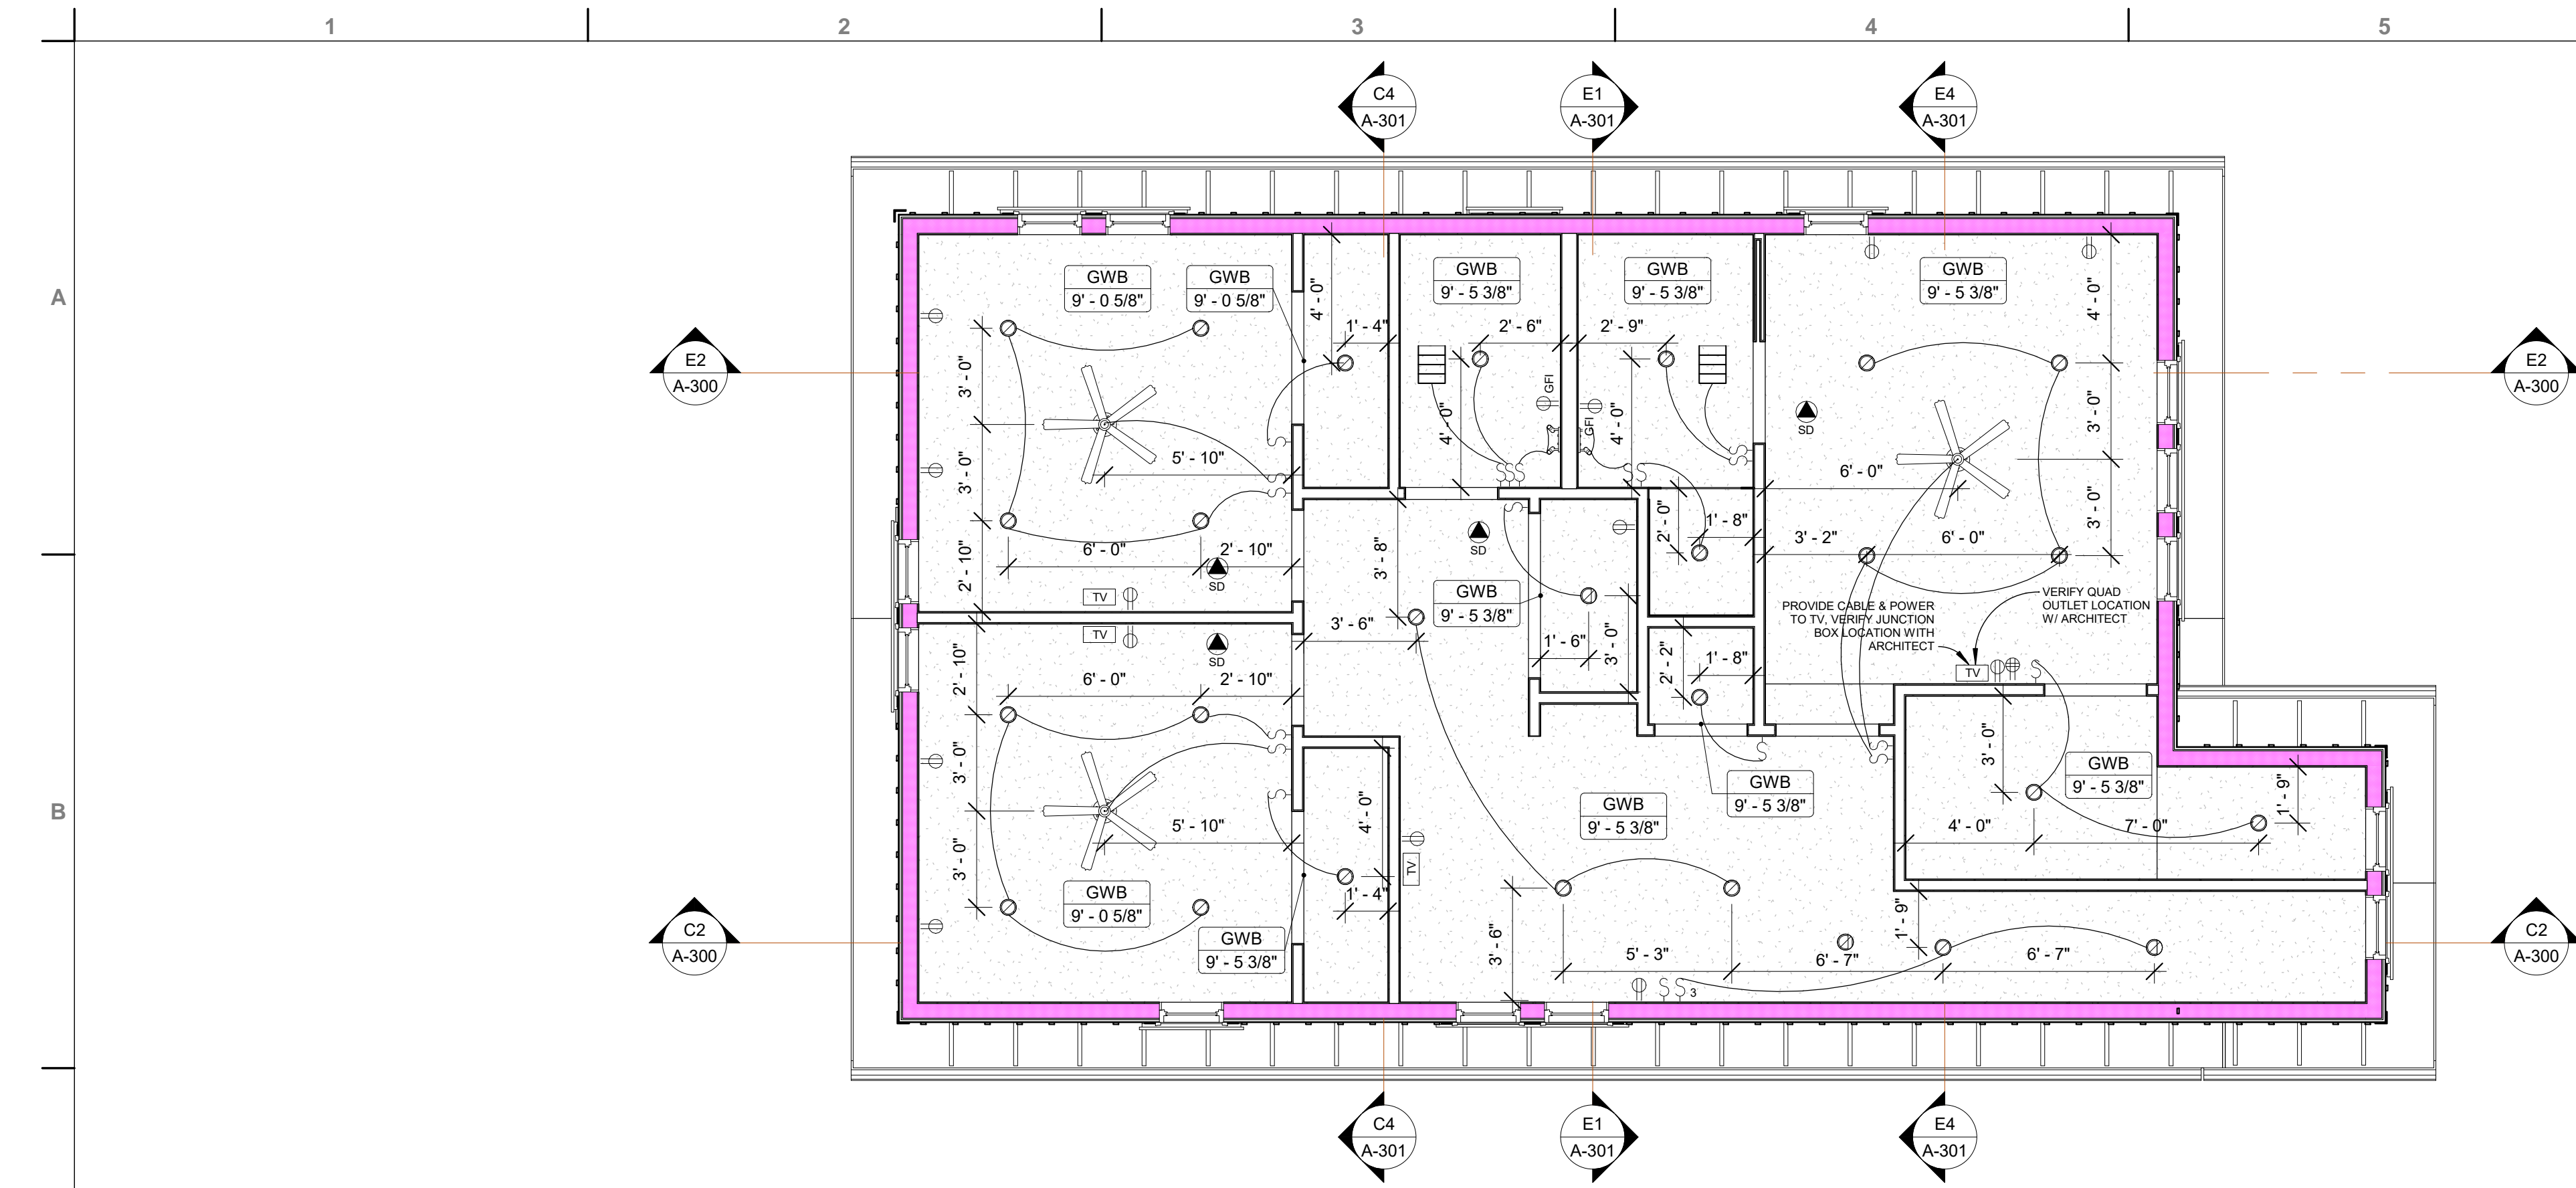 1
2
3
4
5
A
B
C4
A-301
E1
A-301
E4
A-301
E2
A-300
E2
A-300
C2
A-300
C2
A-300
C4
A-301
E1
A-301
E4
A-301
GWB
9' - 0 5/8"
GWB
9' - 0 5/8"
GWB
9' - 5 3/8"
GWB
9' - 5 3/8"
GWB
9' - 5 3/8"
4' - 0"
1' - 4"
2' - 6"
2' - 9"
4' - 0"
3' - 0"
3' - 0"
2' - 10"
5' - 10"
6' - 0"
2' - 10"
SD
TV
GFI
GFI
4' - 0"
4' - 0"
SD
6' - 0"
3' - 0"
3' - 0"
3' - 2"
6' - 0"
2' - 0"
1' - 8"
3' - 8"
SD
GWB
9' - 5 3/8"
3' - 6"
1' - 6"
3' - 0"
2' - 2"
1' - 8"
PROVIDE CABLE & POWER
TO TV, VERIFY JUNCTION
BOX LOCATION WITH
ARCHITECT
VERIFY QUAD
OUTLET LOCATION
W/ ARCHITECT
TV
TV
SD
2' - 10"
6' - 0"
2' - 10"
3' - 0"
3' - 0"
5' - 10"
GWB
9' - 0 5/8"
GWB
9' - 5 3/8"
4' - 0"
1' - 4"
TV
GWB
9' - 5 3/8"
GWB
9' - 5 3/8"
3' - 0"
GWB
9' - 5 3/8"
1' - 9"
4' - 0"
7' - 0"
3' - 6"
5' - 3"
6' - 7"
1' - 9"
6' - 7"
3